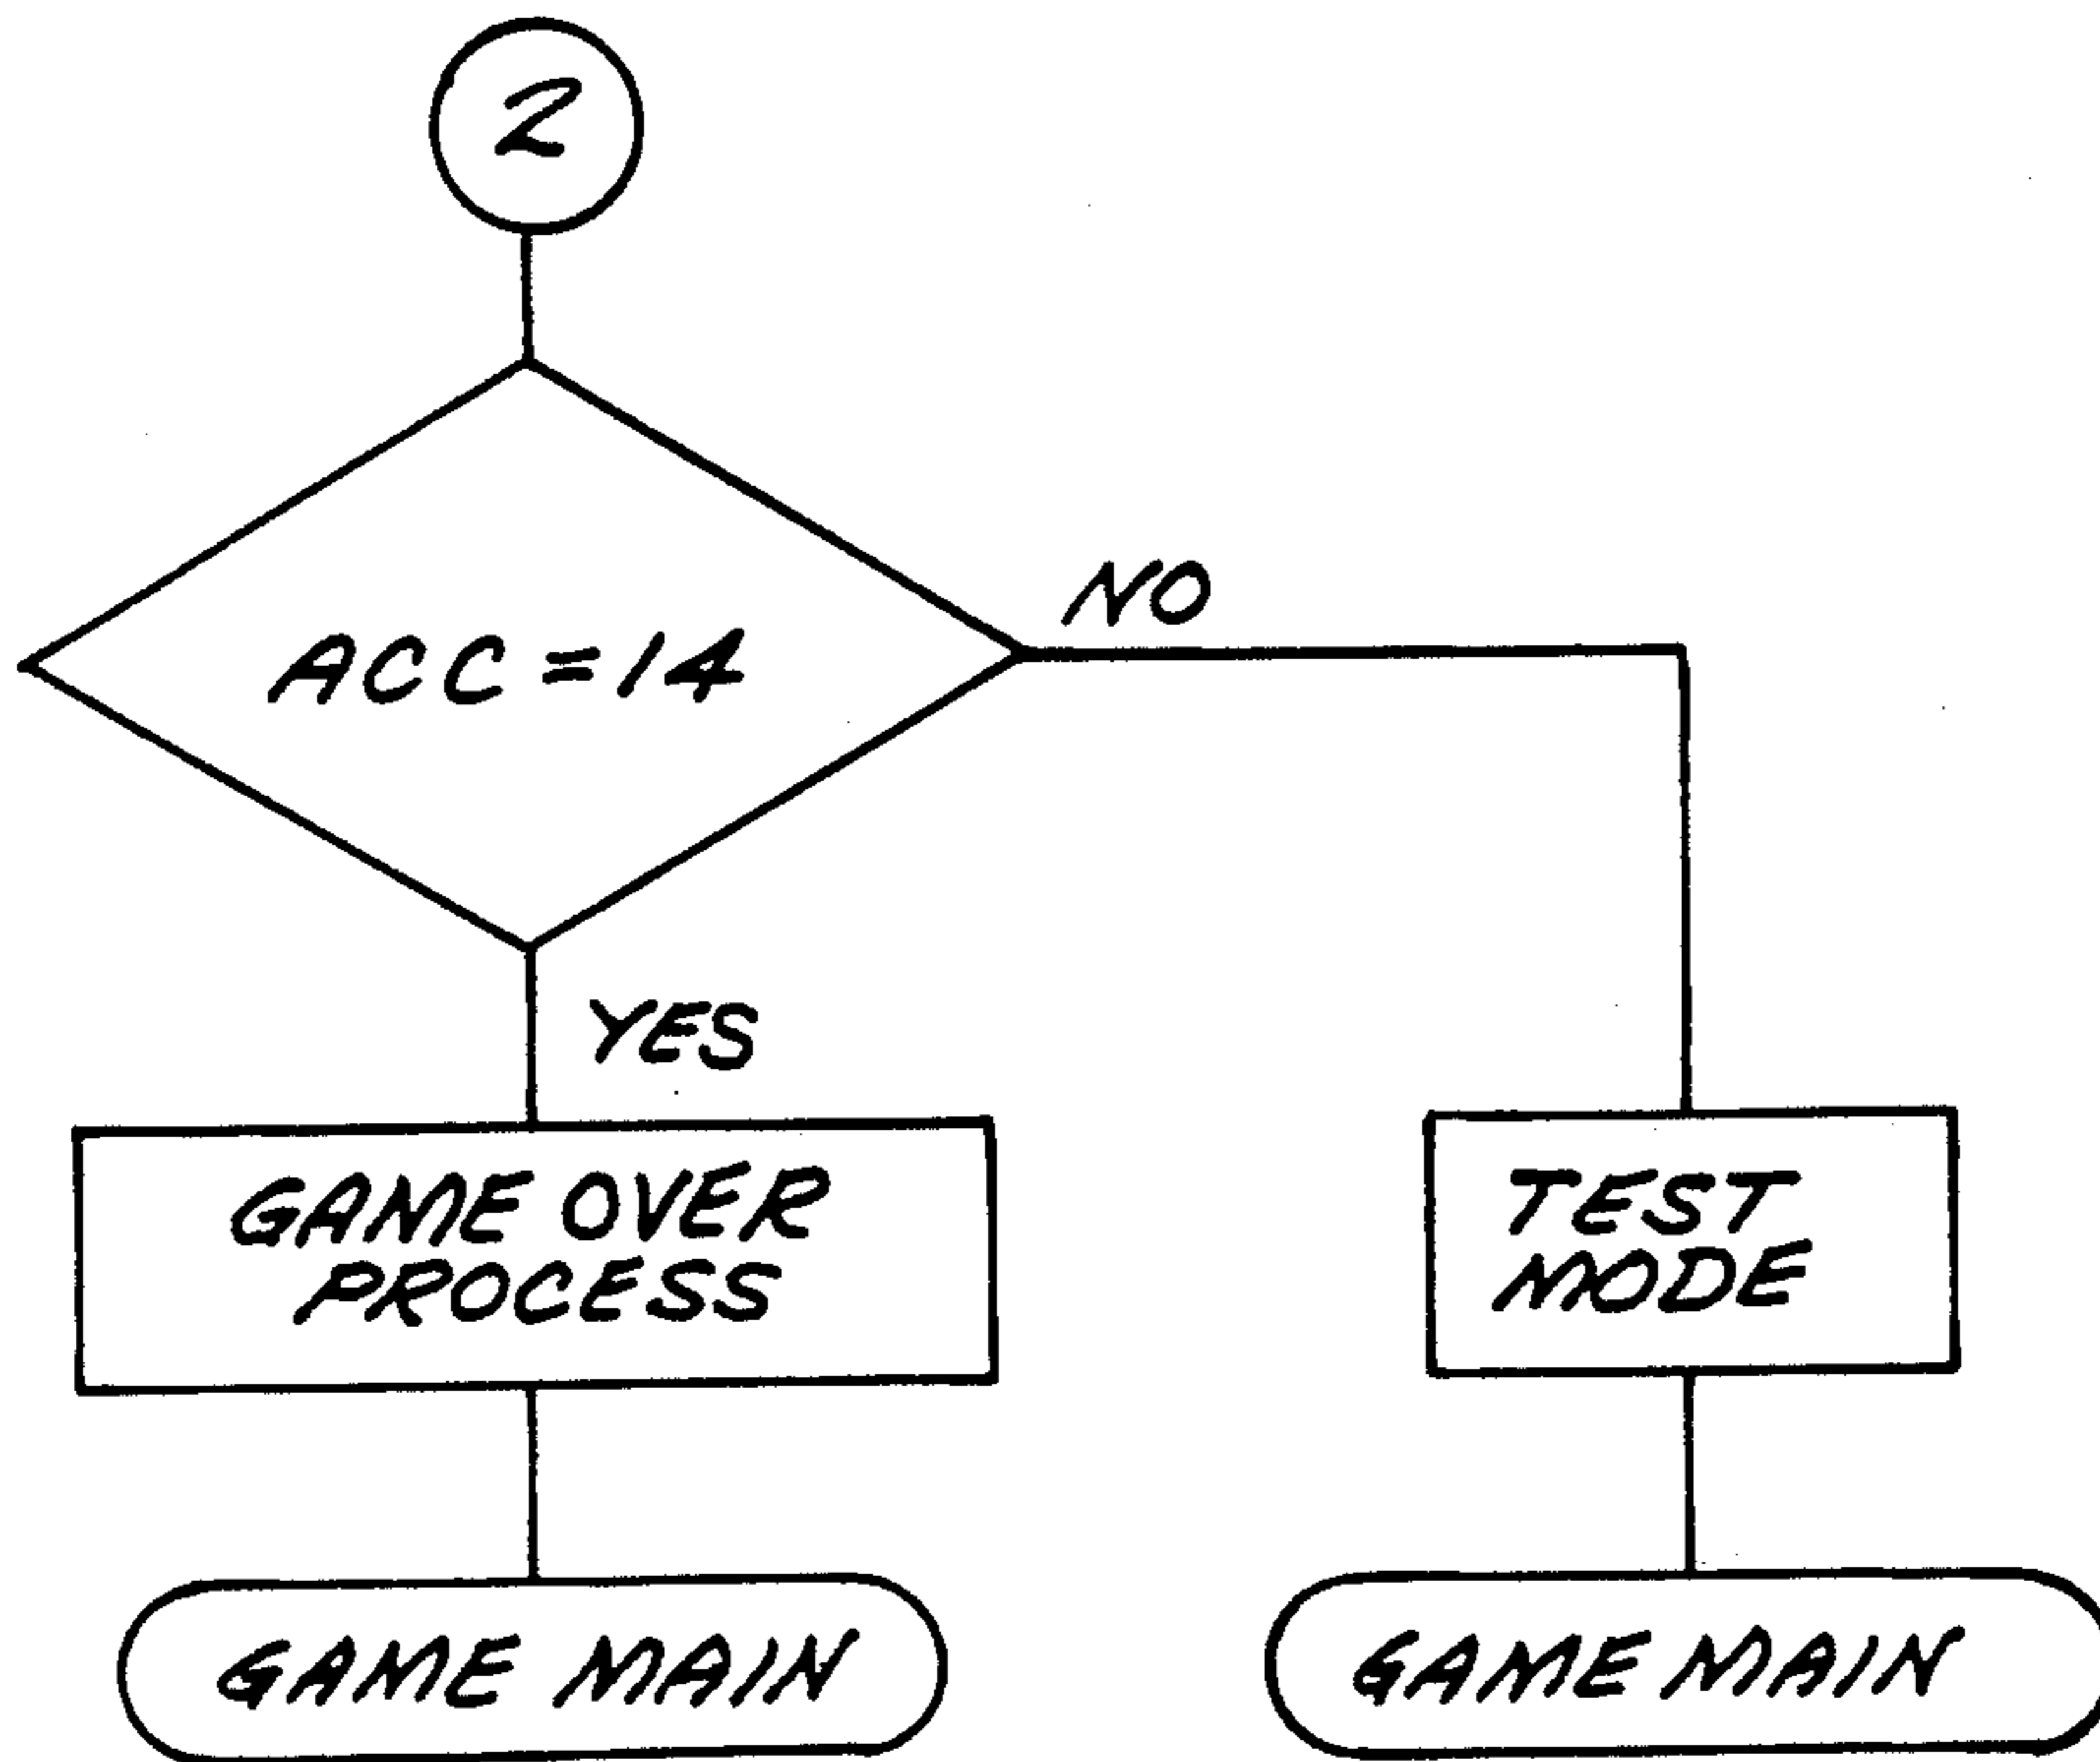 2
NO
ACC=14
YES
GAME OVER
PROCESS
TEST
MODE
GAME MAIN
GAME MAIN